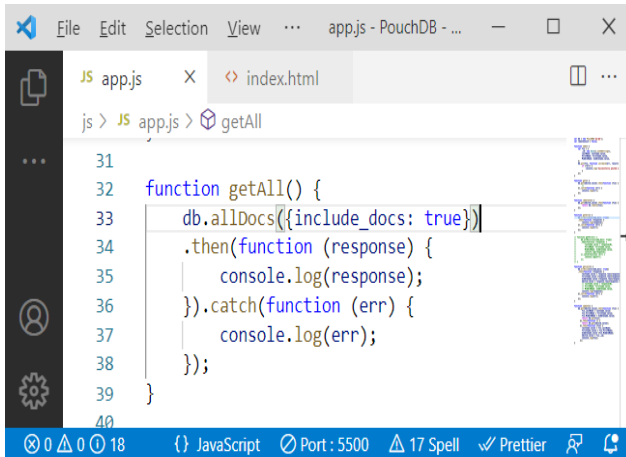 File Edit Selection View ··· app.js - PouchDB - ...
JS app.js <> index.html
js > JS app.js > getAll
31
32 function getAll() {
33 db.allDocs({include_docs: true})
34 .then(function (response) {
35 console.log(response);
36 }).catch(function (err) {
37 console.log(err);
38 });
39 }
40
0 0 18 {} JavaScript Port : 5500 17 Spell Prettier